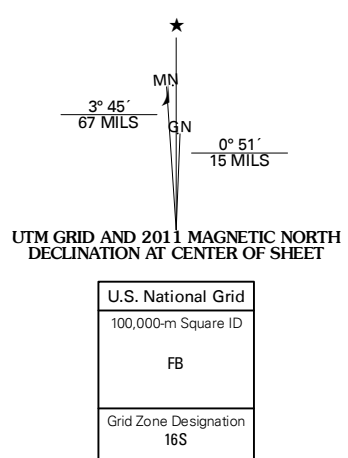 ★
MN
3° 45´
67 MILS
GN
0° 51´
15 MILS
UTM GRID AND 2011 MAGNETIC NORTH
DECLINATION AT CENTER OF SHEET
U.S. National Grid
100,000-m Square ID
FB
Grid Zone Designation
16S